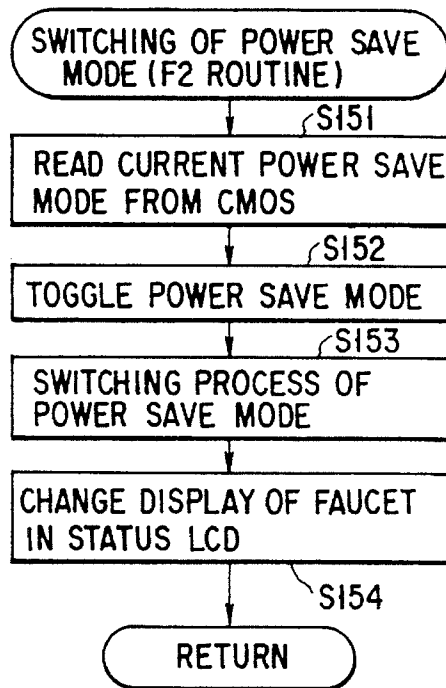 SWITCHING OF POWER SAVE
MODE (F2 ROUTINE)
S151
READ CURRENT POWER SAVE
MODE FROM CMOS
S152
TOGGLE POWER SAVE MODE
S153
SWITCHING PROCESS OF
POWER SAVE MODE
CHANGE DISPLAY OF FAUCET
IN STATUS LCD
S154
RETURN